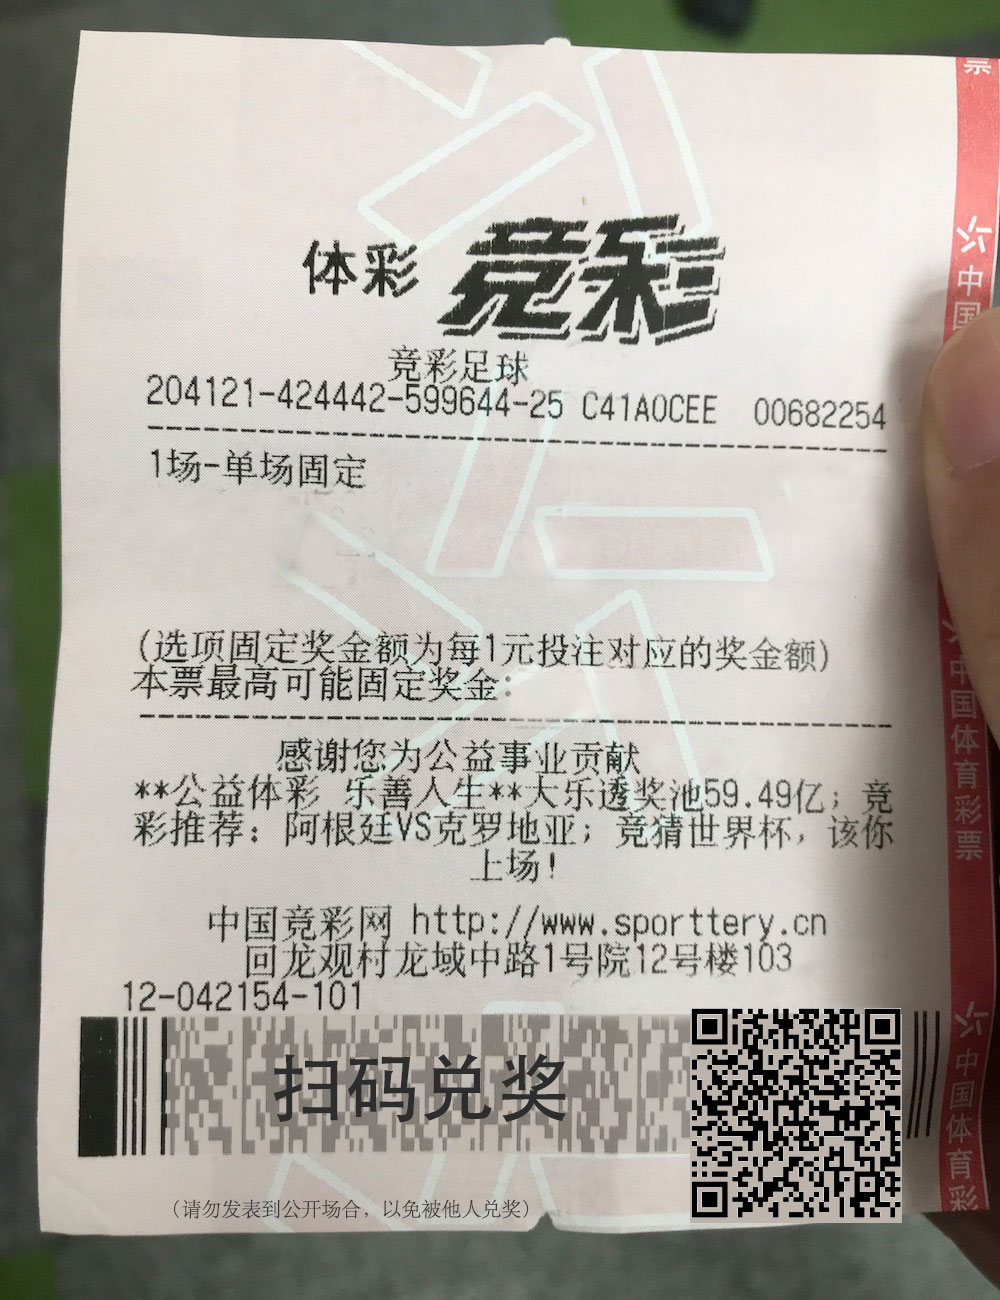 体彩 竞彩
竞彩足球
204121-424442-599644-25 C41A0CEE 00682254
1场-单场固定
(选项固定奖金额为每1元投注对应的奖金额)
本票最高可能固定奖金:
感谢您为公益事业贡献
**公益体彩 乐善人生**大乐透奖池59.49亿；竞
彩推荐：阿根廷VS克罗地亚；竞猜世界杯，该你
上场!
中国竞彩网 http://www.sporttery.cn
回龙观村龙域中路1号院12号楼103
12-042154-101
扫码兑奖
(请勿发表到公开场合，以免被他人兑奖)
票
中国
中国体育彩票
中国体育彩